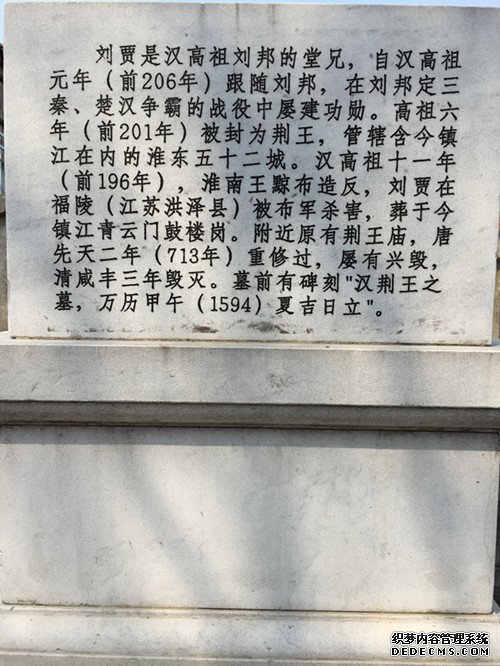 刘贾是汉高祖刘邦的堂兄，自汉高祖
元年（前206年）跟随刘邦，在刘邦定三
秦、楚汉争霸的战役中屡建功勋。高祖六
年（前201年）被封为荆王，管辖含今镇
江在内的淮东五十二城。汉高祖十一年
（前196年），淮南王黥布造反，刘贾在
福陵（江苏洪泽县）被布军杀害，葬于今
镇江青云门鼓楼岗。附近原有荆王庙，唐
先天二年（713年）重修过，屡有兴毁，
清咸丰三年毁灭。墓前有碑刻"汉荆王之
墓，万历甲午（1594）夏吉日立"。
织梦内容管理系统
DEDECMS.COM